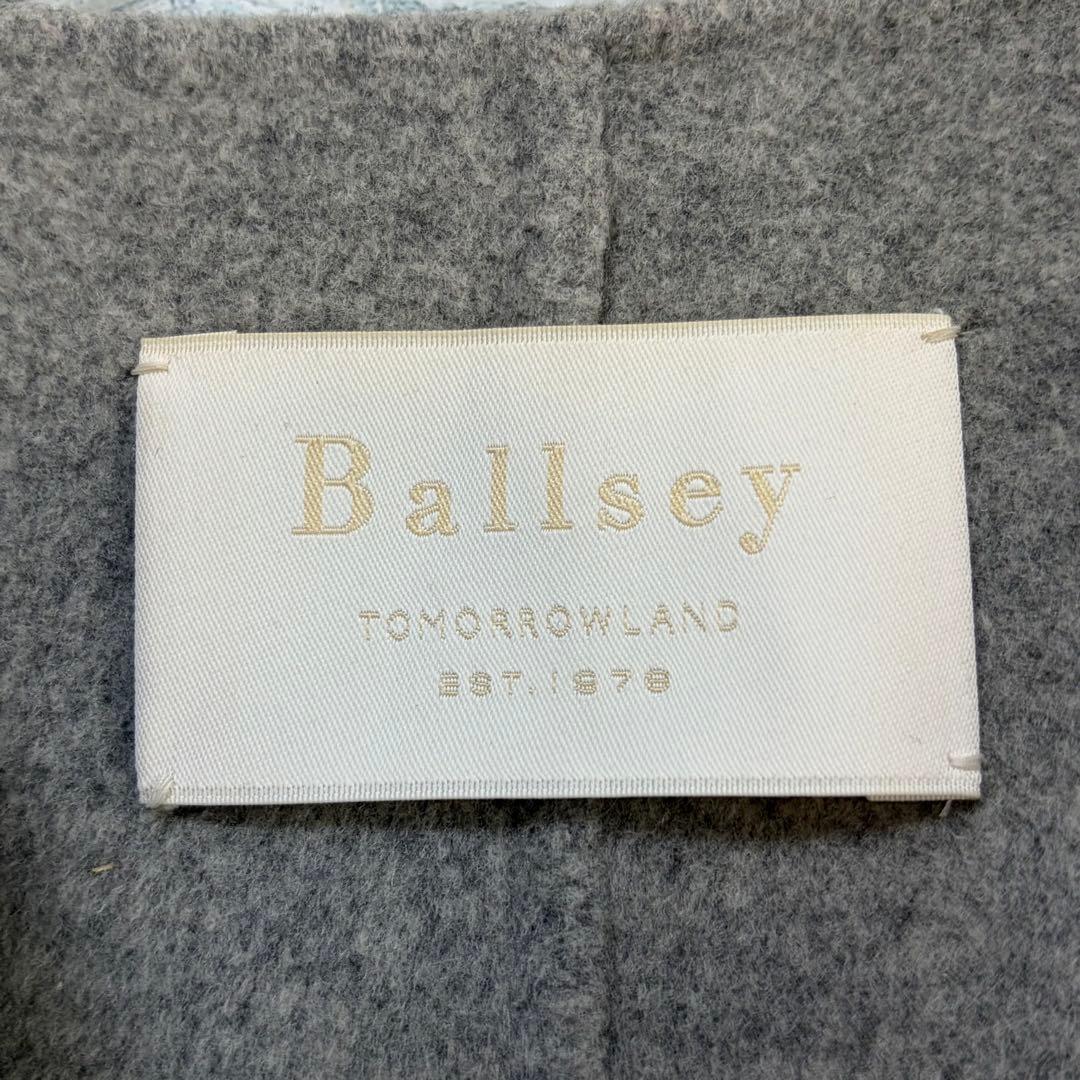 Ballsey
TOMORROWLAND
EST. 1978